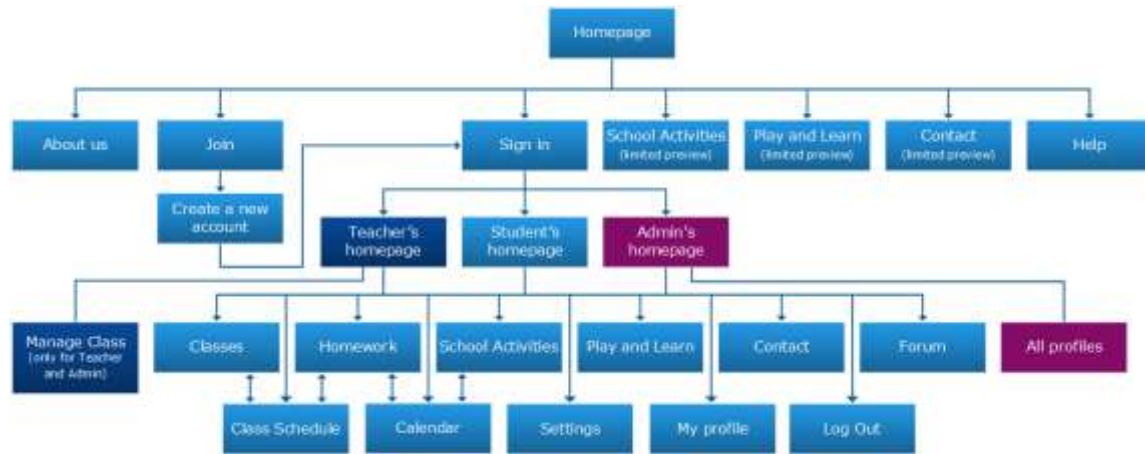 Homepage
About us
Join
Sign in
School Activities
(limited preview)
Play and Learn
(limited preview)
Contact
(limited preview)
Help
Create a new
account
Teacher's
homepage
Student's
homepage
Admin's
homepage
Manage Class
(only for Teacher
and Admin)
Classes
Homework
School Activities
Play and Learn
Contact
Forum
All profiles
Class Schedule
Calendar
Settings
My profile
Log Out